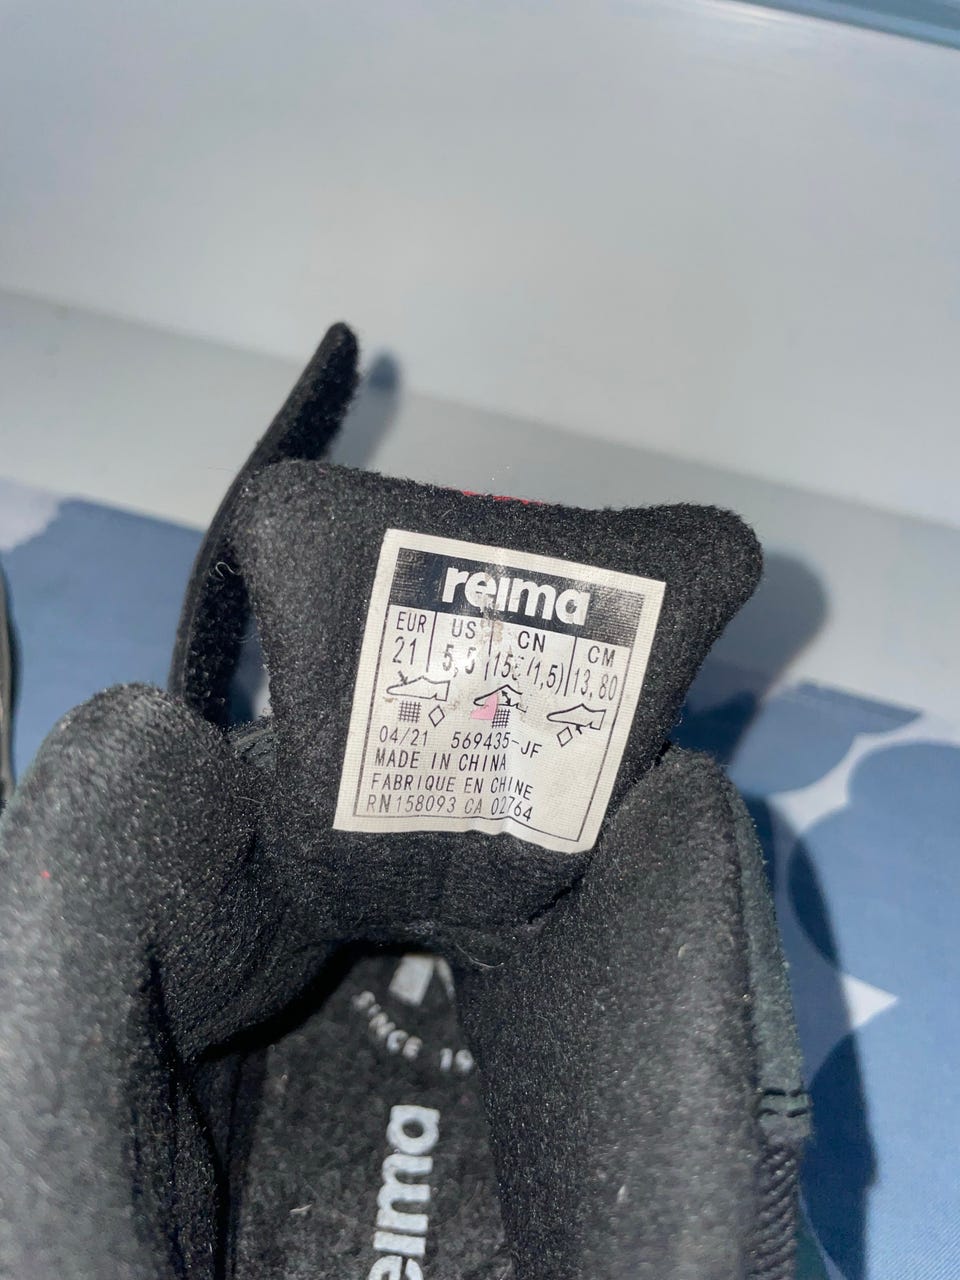 reima
EUR US CN CM
21 5,5 (1,5) 13,80
04/21 569435-JF
MADE IN CHINA
FABRIQUE EN CHINE
RN158093 CA 02764
SINCE 19
eima